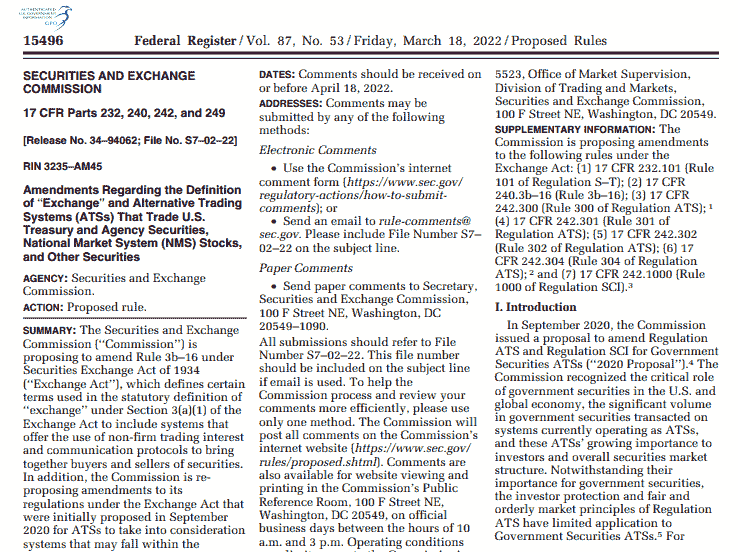 AUTHENTICATED
U.S. GOVERNMENT
INFORMATION
GPO
15496
Federal Register / Vol. 87, No. 53 / Friday, March 18, 2022 / Proposed Rules
SECURITIES AND EXCHANGE
COMMISSION
17 CFR Parts 232, 240, 242, and 249
[Release No. 34–94062; File No. S7–02–22]
RIN 3235–AM45
Amendments Regarding the Definition
of “Exchange” and Alternative Trading
Systems (ATSs) That Trade U.S.
Treasury and Agency Securities,
National Market System (NMS) Stocks,
and Other Securities
AGENCY: Securities and Exchange
Commission.
ACTION: Proposed rule.
SUMMARY: The Securities and Exchange
Commission (“Commission”) is
proposing to amend Rule 3b–16 under
Securities Exchange Act of 1934
(“Exchange Act”), which defines certain
terms used in the statutory definition of
“exchange” under Section 3(a)(1) of the
Exchange Act to include systems that
offer the use of non-firm trading interest
and communication protocols to bring
together buyers and sellers of securities.
In addition, the Commission is re-
proposing amendments to its
regulations under the Exchange Act that
were initially proposed in September
2020 for ATSs to take into consideration
systems that may fall within the
DATES: Comments should be received on
or before April 18, 2022.
ADDRESSES: Comments may be
submitted by any of the following
methods:
Electronic Comments
• Use the Commission’s internet
comment form (https://www.sec.gov/
regulatory-actions/how-to-submit-
comments); or
• Send an email to rule-comments@
sec.gov. Please include File Number S7–
02–22 on the subject line.
Paper Comments
• Send paper comments to Secretary,
Securities and Exchange Commission,
100 F Street NE, Washington, DC
20549–1090.
All submissions should refer to File
Number S7–02–22. This file number
should be included on the subject line
if email is used. To help the
Commission process and review your
comments more efficiently, please use
only one method. The Commission will
post all comments on the Commission’s
internet website (https://www.sec.gov/
rules/proposed.shtml). Comments are
also available for website viewing and
printing in the Commission’s Public
Reference Room, 100 F Street NE,
Washington, DC 20549, on official
business days between the hours of 10
a.m. and 3 p.m. Operating conditions
5523, Office of Market Supervision,
Division of Trading and Markets,
Securities and Exchange Commission,
100 F Street NE, Washington, DC 20549.
SUPPLEMENTARY INFORMATION: The
Commission is proposing amendments
to the following rules under the
Exchange Act: (1) 17 CFR 232.101 (Rule
101 of Regulation S–T); (2) 17 CFR
240.3b–16 (Rule 3b–16); (3) 17 CFR
242.300 (Rule 300 of Regulation ATS); 1
(4) 17 CFR 242.301 (Rule 301 of
Regulation ATS); (5) 17 CFR 242.302
(Rule 302 of Regulation ATS); (6) 17
CFR 242.304 (Rule 304 of Regulation
ATS); 2 and (7) 17 CFR 242.1000 (Rule
1000 of Regulation SCI).3
I. Introduction
In September 2020, the Commission
issued a proposal to amend Regulation
ATS and Regulation SCI for Government
Securities ATSs (“2020 Proposal”).4 The
Commission recognized the critical role
of government securities in the U.S. and
global economy, the significant volume
in government securities transacted on
systems currently operating as ATSs,
and these ATSs’ growing importance to
investors and overall securities market
structure. Notwithstanding their
importance for government securities,
the investor protection and fair and
orderly market principles of Regulation
ATS have limited application to
Government Securities ATSs.5 For